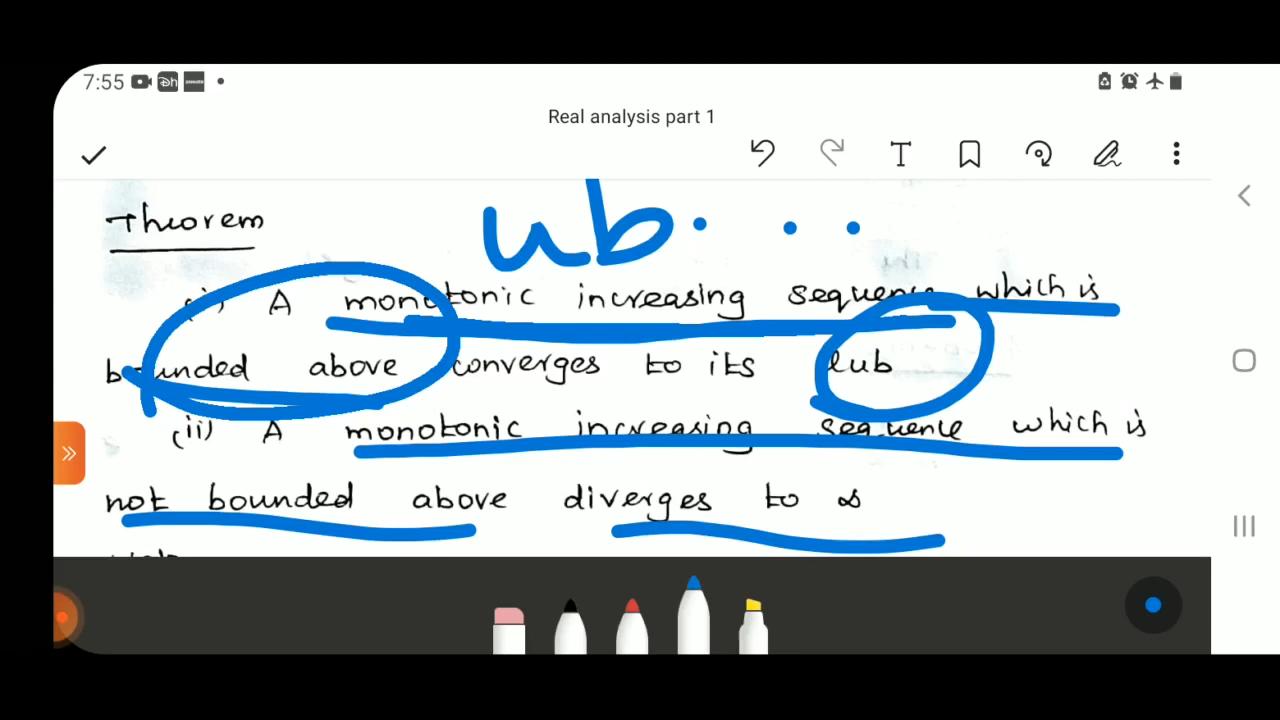 7:55
Real analysis part 1
Theorem
ub. . .
(i) A monotonic increasing sequence which is
bounded above converges to its lub
(ii) A monotonic increasing sequence which is
not bounded above diverges to ∞